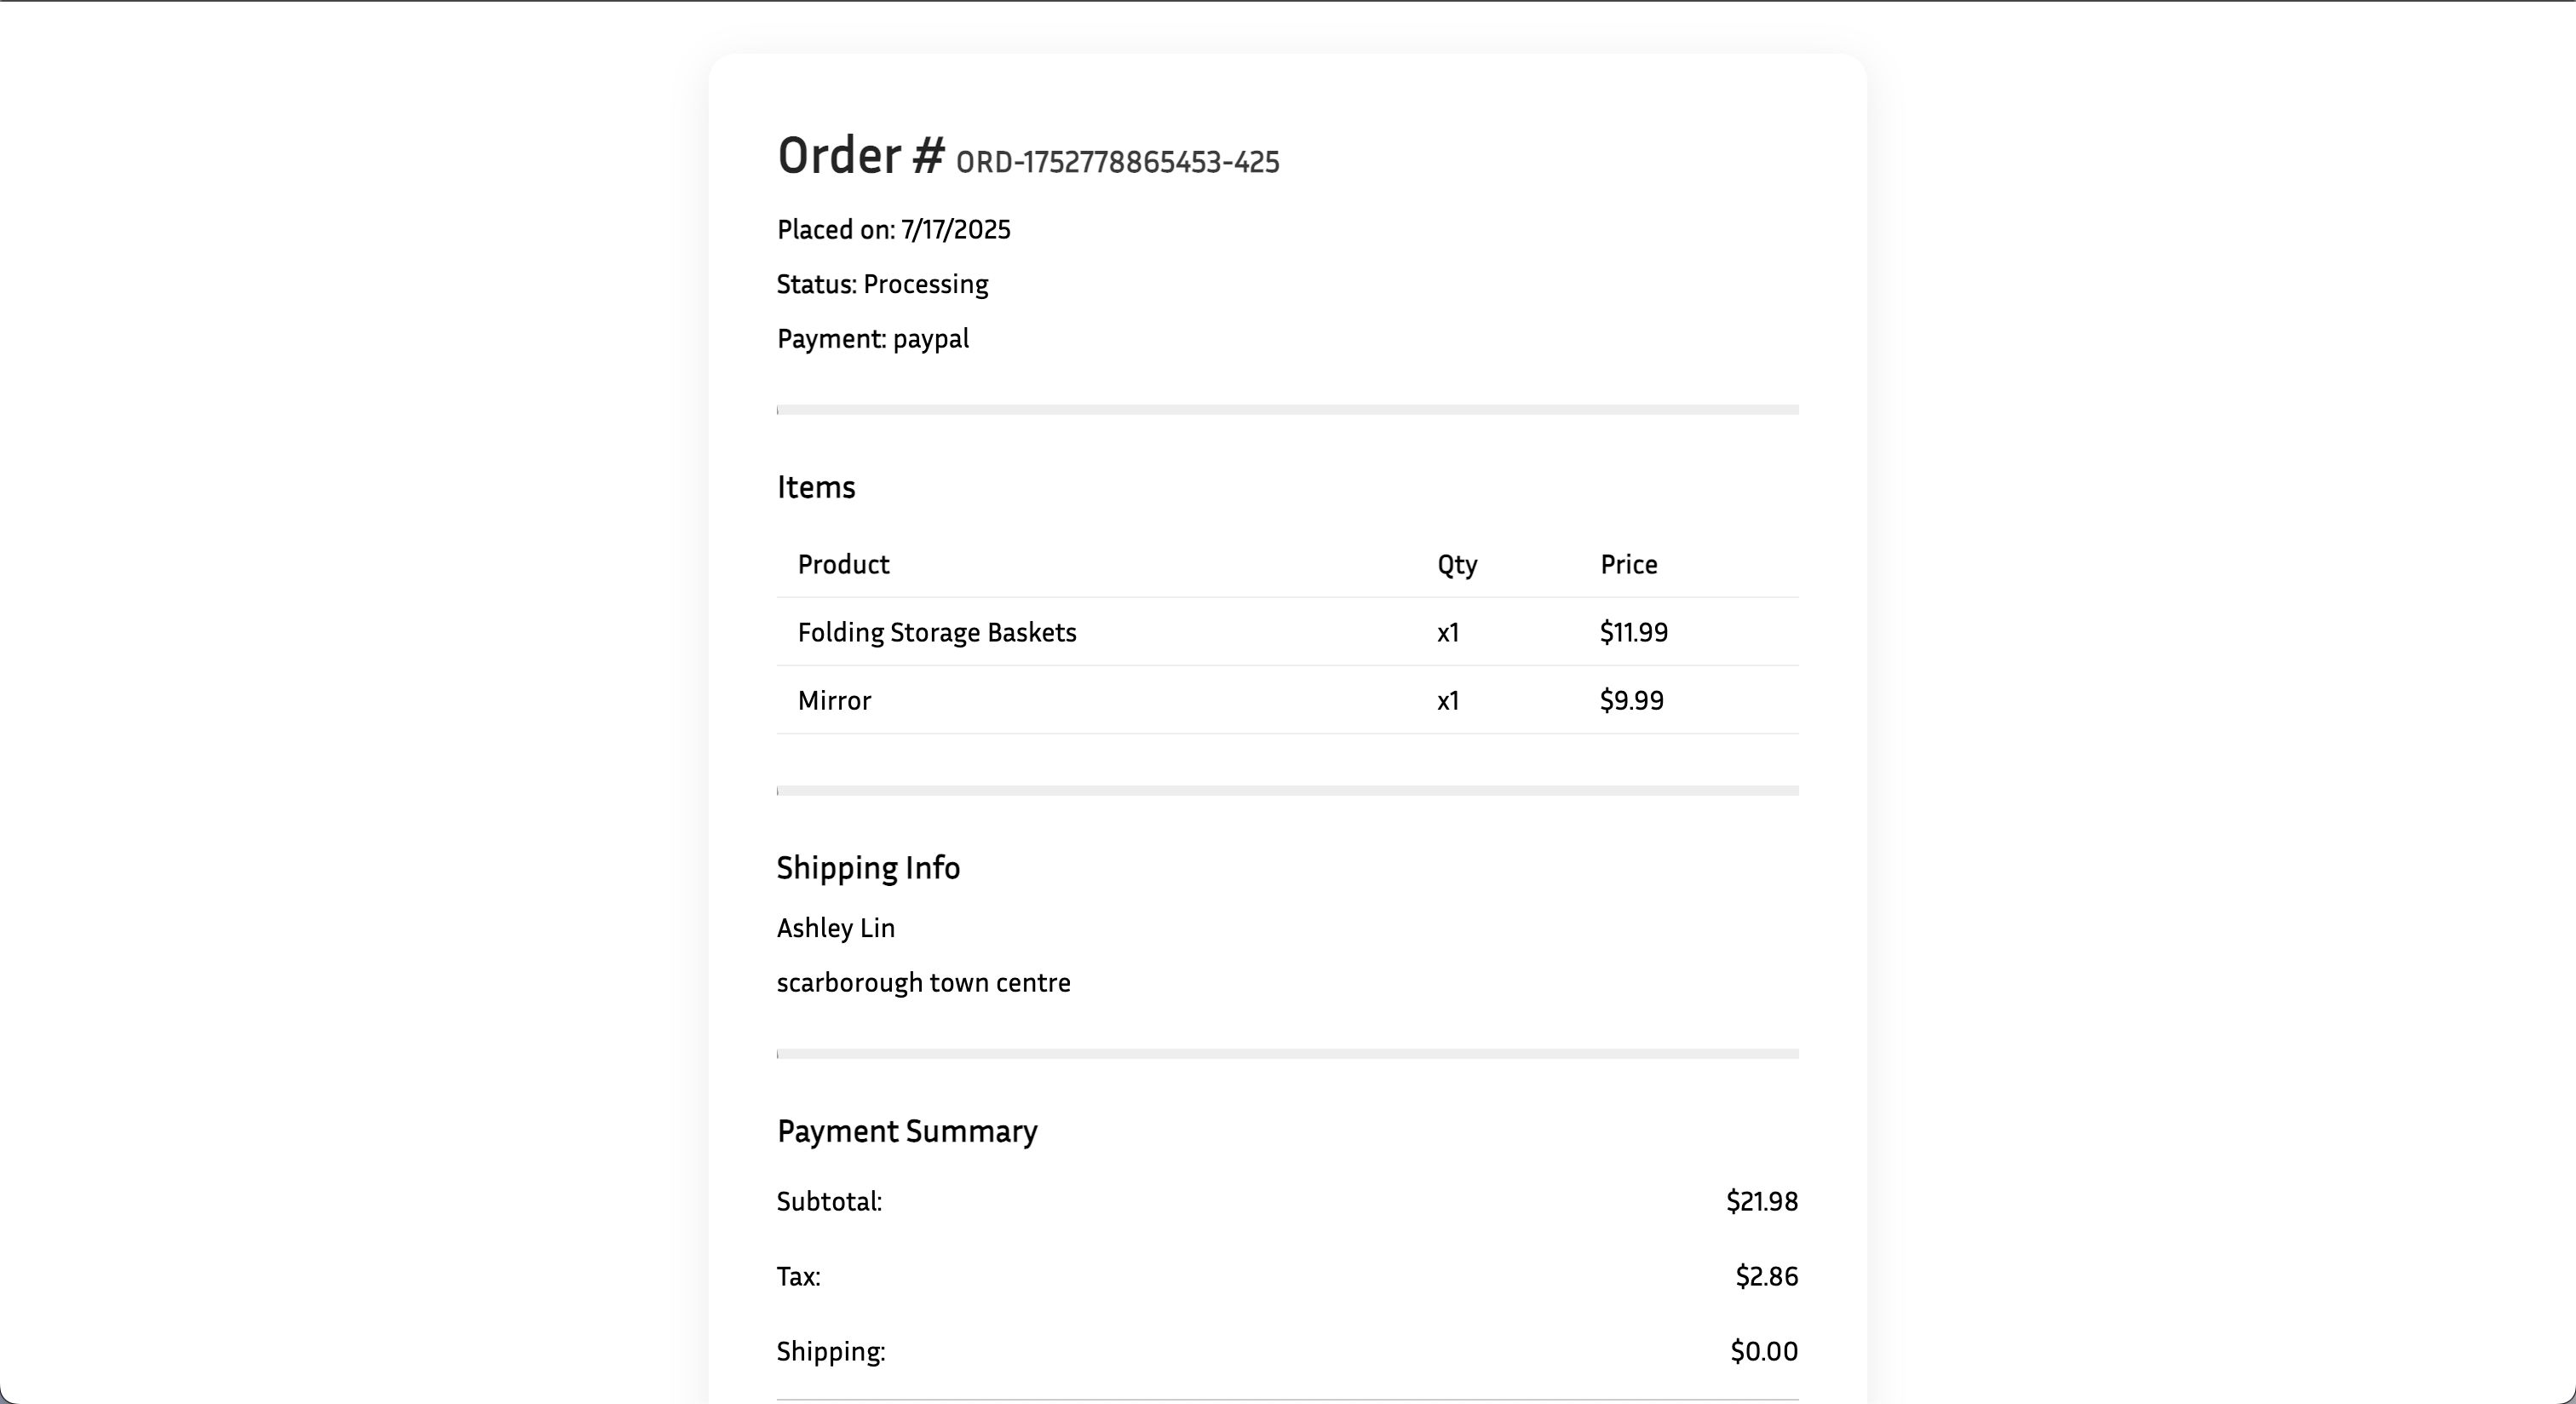 Order # ORD-1752778865453-425
Placed on: 7/17/2025
Status: Processing
Payment: paypal
Items
Product Qty Price
Folding Storage Baskets x1 $11.99
Mirror x1 $9.99
Shipping Info
Ashley Lin
scarborough town centre
Payment Summary
Subtotal: $21.98
Tax: $2.86
Shipping: $0.00